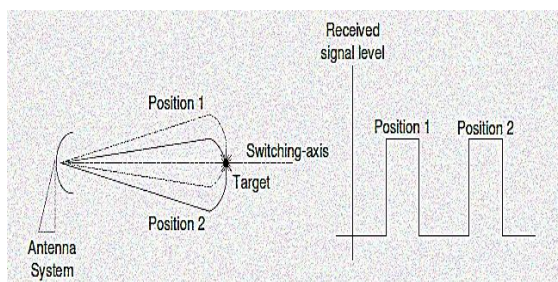 Received
signal level
Position 1
Switching-axis
Target
Position 2
Antenna
System
Position 1
Position 2